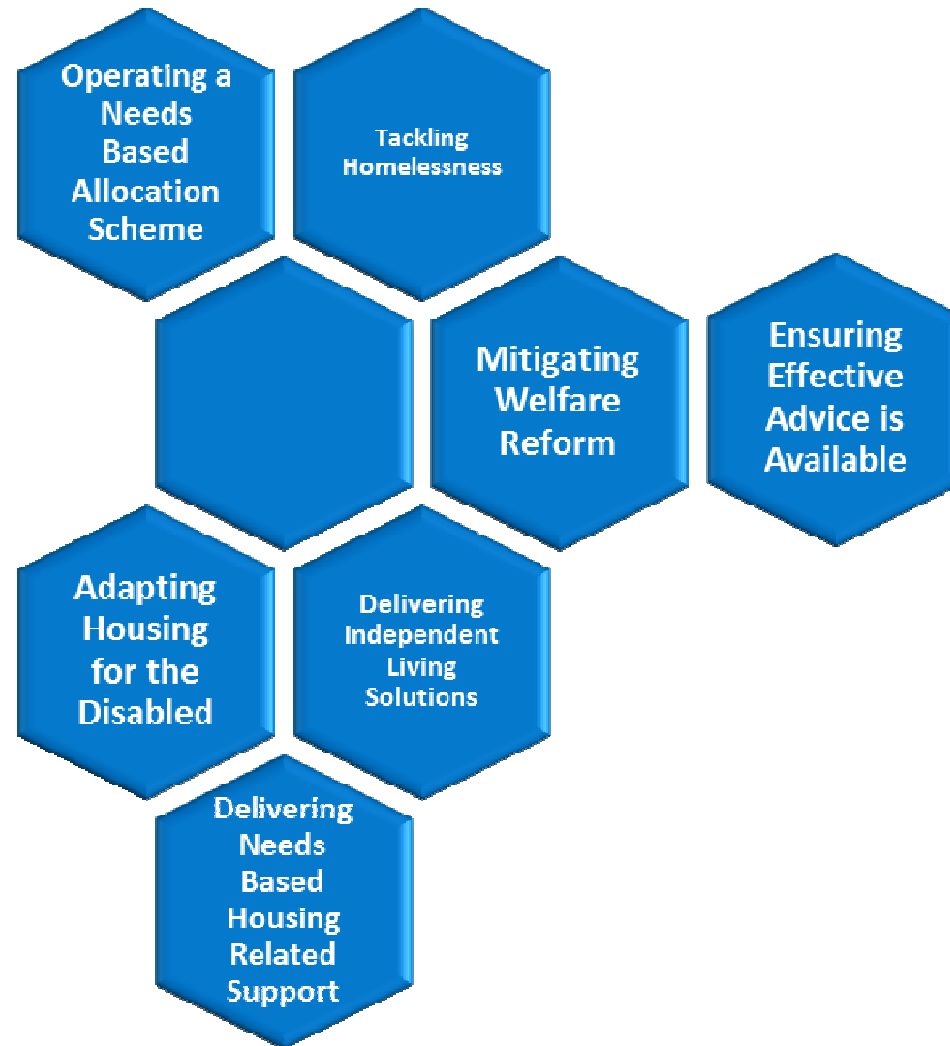 Operating a
Needs
Based
Allocation
Scheme
Tackling
Homelessness
Mitigating
Welfare
Reform
Ensuring
Effective
Advice is
Available
Adapting
Housing
for the
Disabled
Delivering
Independent
Living
Solutions
Delivering
Needs
Based
Housing
Related
Support